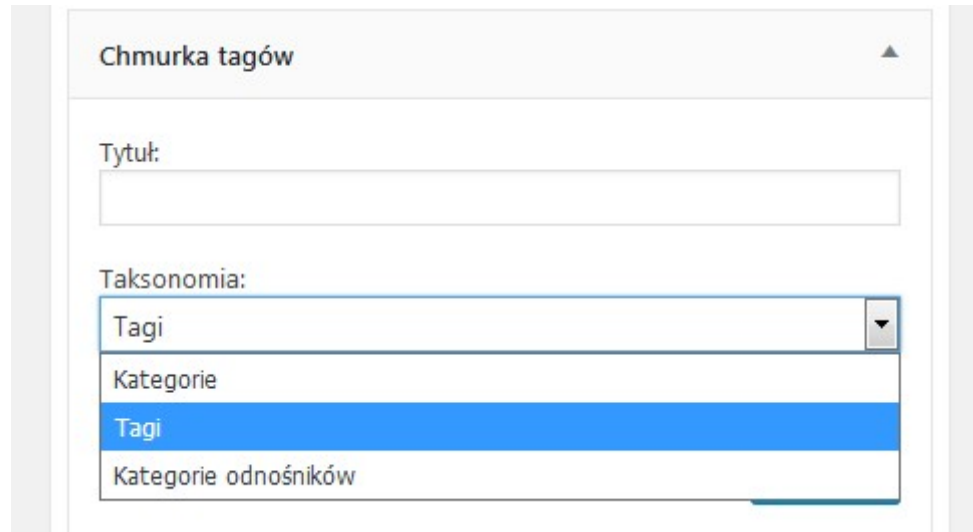 Chmurka tagów
Tytuł:
Taksonomia:
Tagi
Kategorie
Tagi
Kategorie odnośników